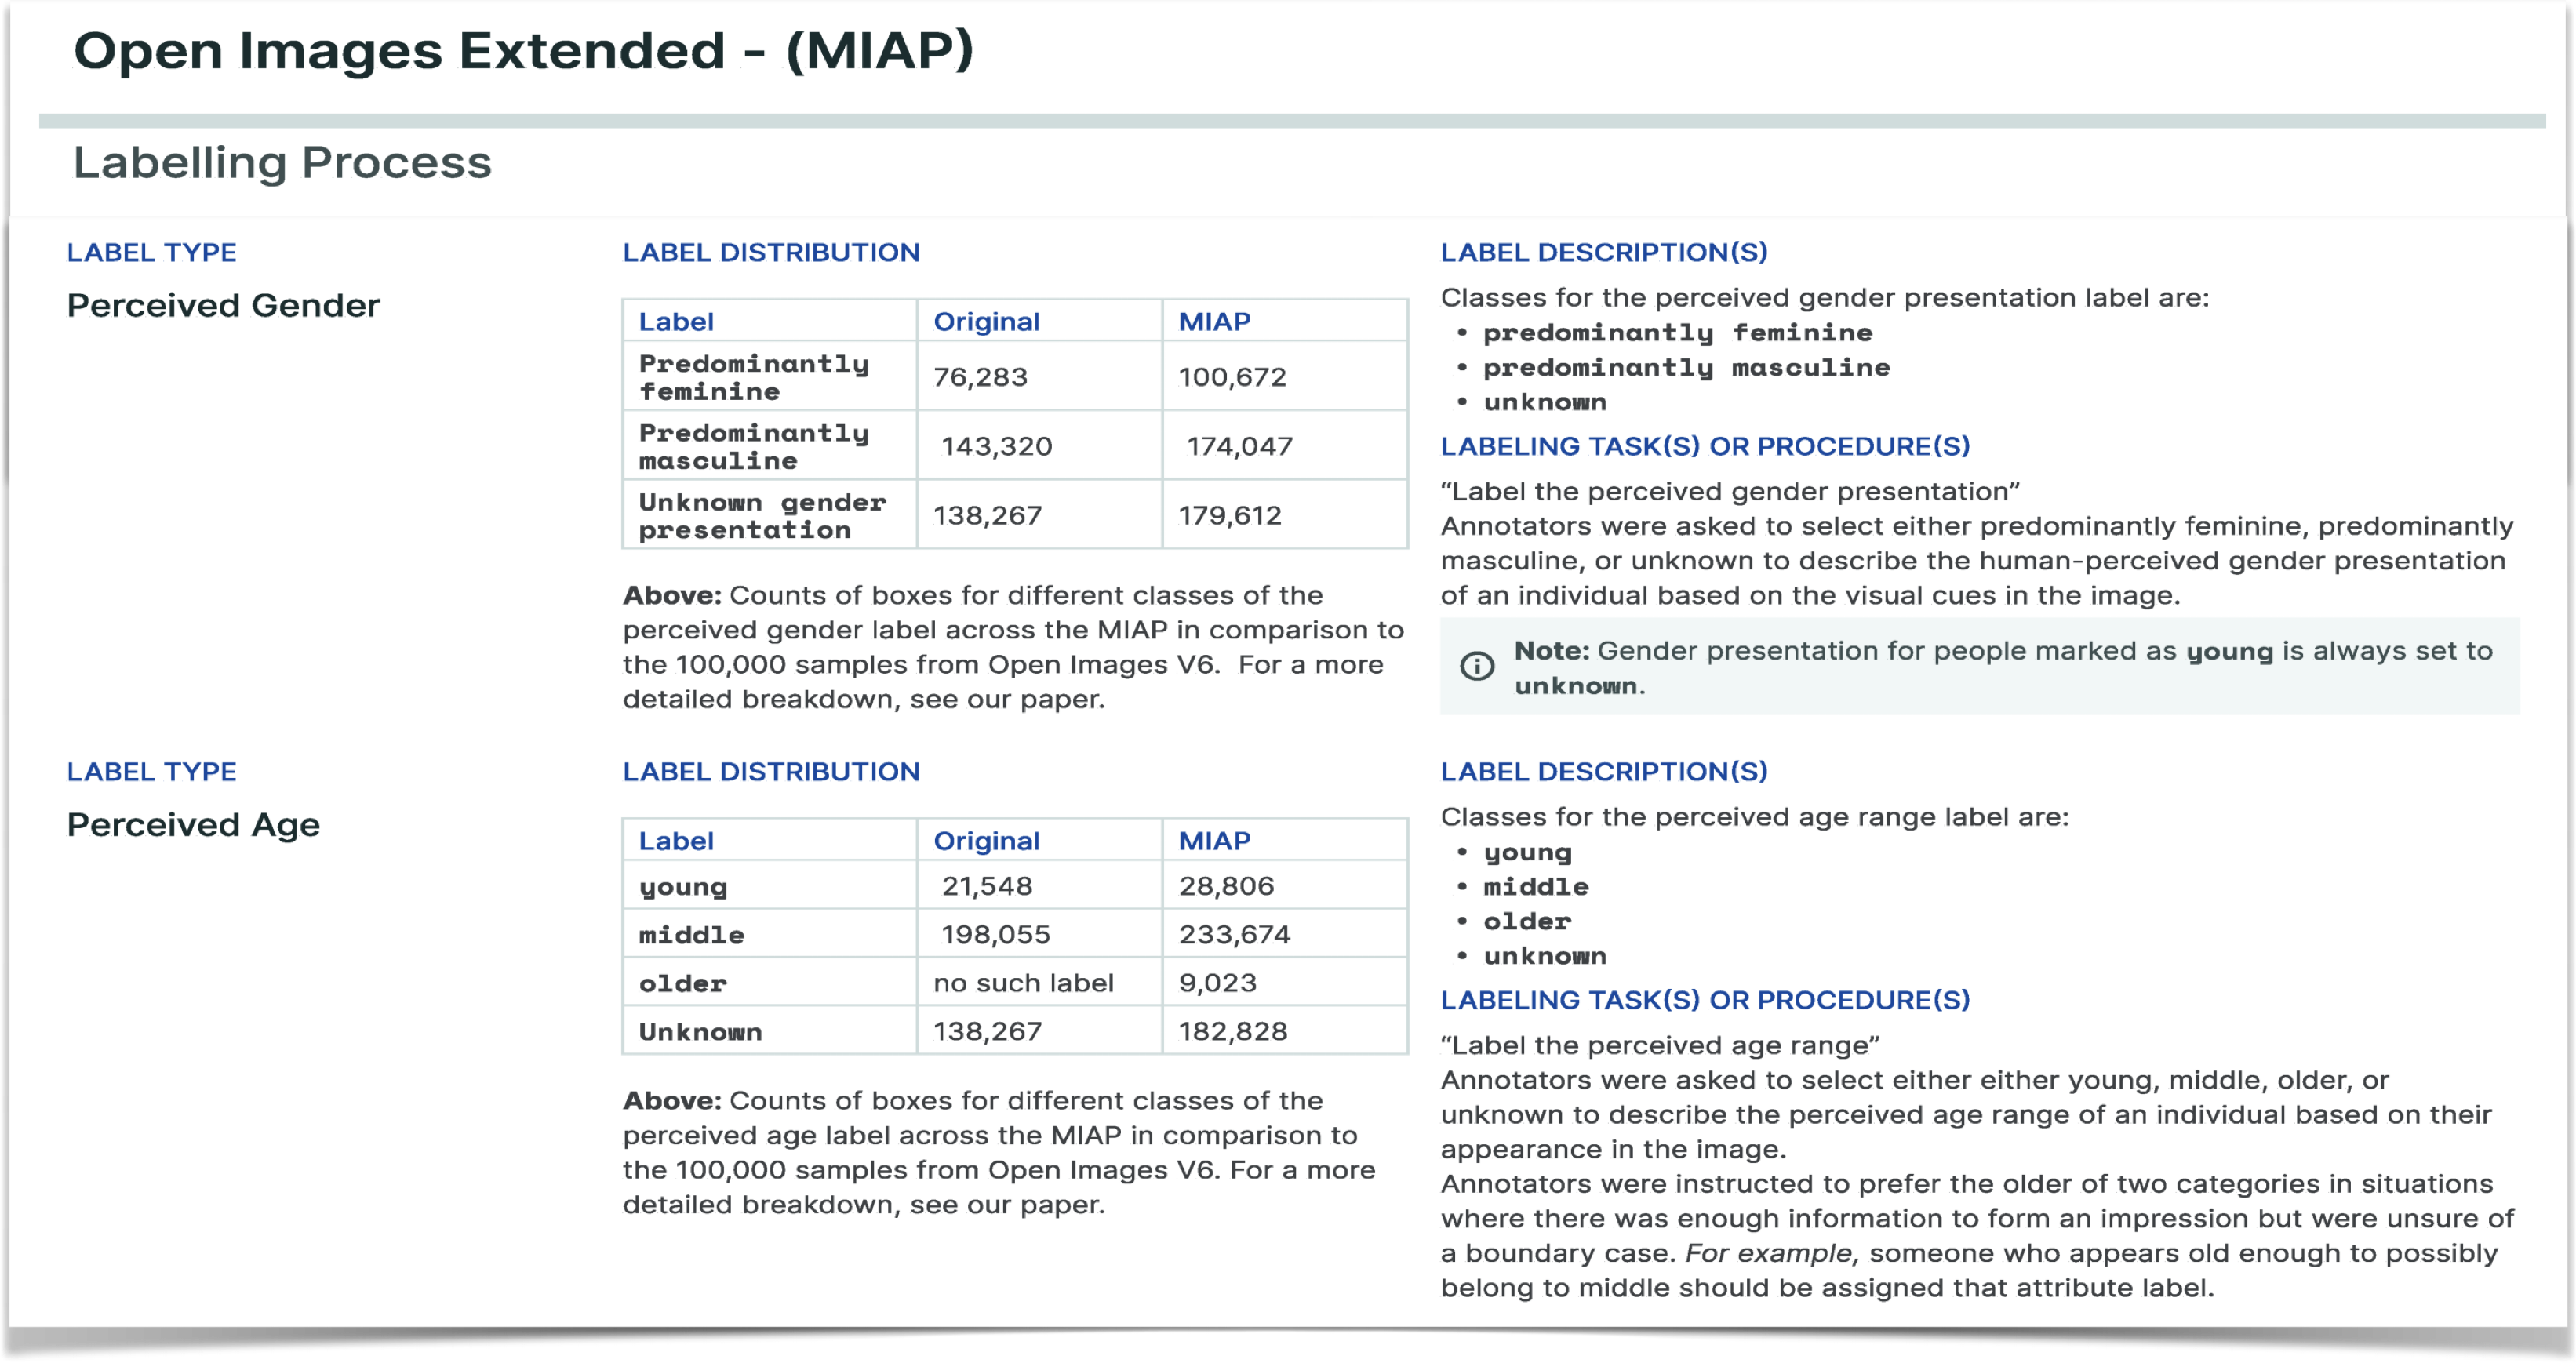 Open Images Extended - (MIAP)
Labelling Process
LABEL TYPE
Perceived Gender
LABEL DISTRIBUTION
Label Original MIAP
Predominantly
feminine
76,283 100,672
Predominantly
masculine
143,320 174,047
Unknown gender
presentation
138,267 179,612
Above: Counts of boxes for different classes of the
perceived gender label across the MIAP in comparison to
the 100,000 samples from Open Images V6. For a more
detailed breakdown, see our paper.
LABEL DESCRIPTION(S)
Classes for the perceived gender presentation label are:
• predominantly feminine
• predominantly masculine
• unknown
LABELING TASK(S) OR PROCEDURE(S)
“Label the perceived gender presentation”
Annotators were asked to select either predominantly feminine, predominantly
masculine, or unknown to describe the human-perceived gender presentation
of an individual based on the visual cues in the image.
Note: Gender presentation for people marked as young is always set to
unknown.
LABEL TYPE
Perceived Age
LABEL DISTRIBUTION
Label Original MIAP
young 21,548 28,806
middle 198,055 233,674
older no such label 9,023
Unknown 138,267 182,828
Above: Counts of boxes for different classes of the
perceived age label across the MIAP in comparison to
the 100,000 samples from Open Images V6. For a more
detailed breakdown, see our paper.
LABEL DESCRIPTION(S)
Classes for the perceived age range label are:
• young
• middle
• older
• unknown
LABELING TASK(S) OR PROCEDURE(S)
“Label the perceived age range”
Annotators were asked to select either either young, middle, older, or
unknown to describe the perceived age range of an individual based on their
appearance in the image.
Annotators were instructed to prefer the older of two categories in situations
where there was enough information to form an impression but were unsure of
a boundary case. For example, someone who appears old enough to possibly
belong to middle should be assigned that attribute label.